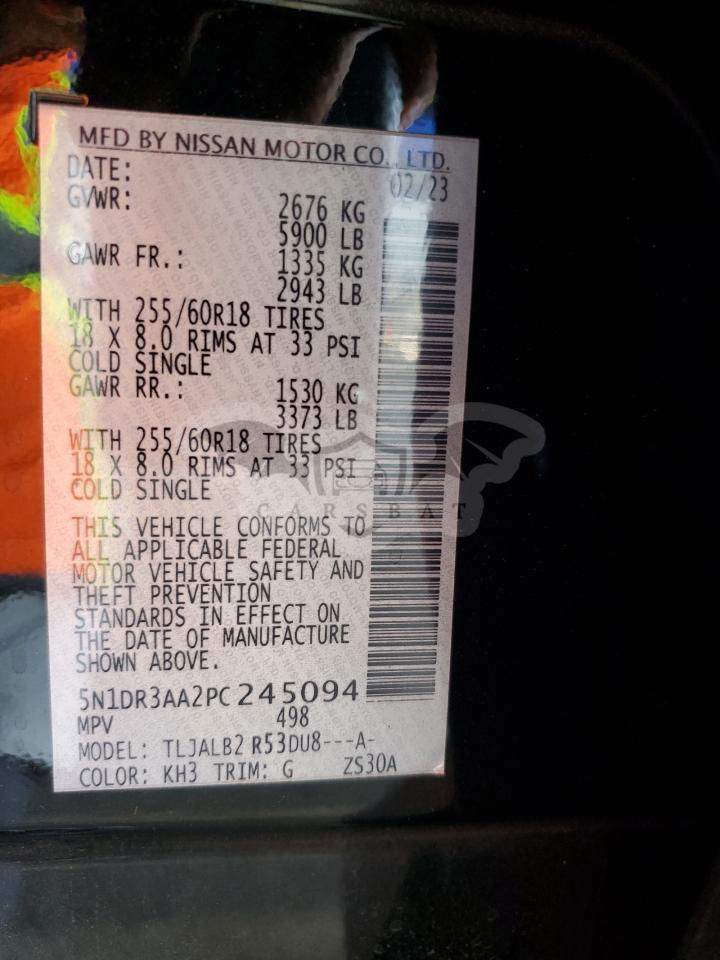 MFD BY NISSAN MOTOR CO., LTD.
DATE: 02/23
GVWR: 2676 KG
5900 LB
GAWR FR.: 1335 KG
2943 LB
WITH 255/60R18 TIRES
18 X 8.0 RIMS AT 33 PSI
COLD SINGLE
GAWR RR.: 1530 KG
3373 LB
WITH 255/60R18 TIRES
18 X 8.0 RIMS AT 33 PSI
COLD SINGLE
CARSBAT
THIS VEHICLE CONFORMS TO
ALL APPLICABLE FEDERAL
MOTOR VEHICLE SAFETY AND
THEFT PREVENTION
STANDARDS IN EFFECT ON
THE DATE OF MANUFACTURE
SHOWN ABOVE.
5N1DR3AA2PC245094
MPV 498
MODEL: TLJALB2 R53DU8---A-
COLOR: KH3 TRIM: G ZS30A